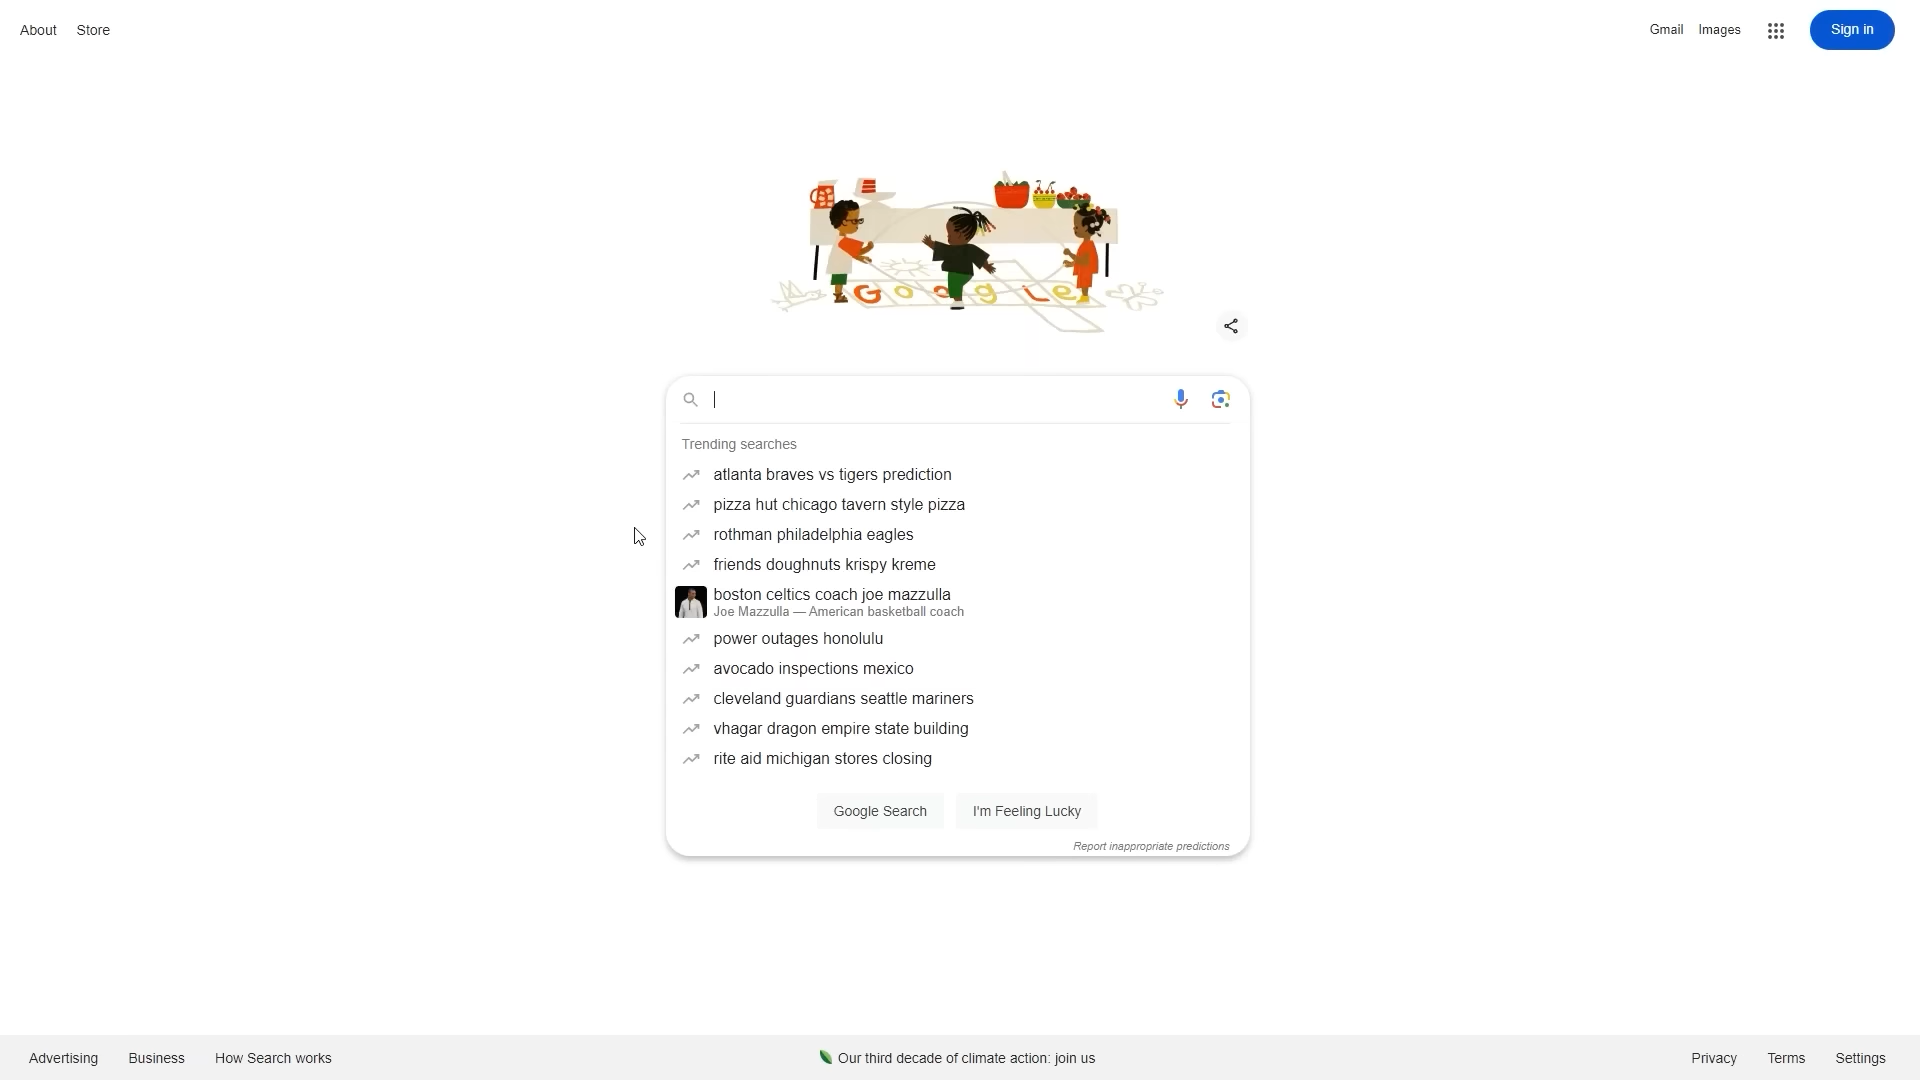 About Store
Gmail Images Sign in
Google
Trending searches
atlanta braves vs tigers prediction
pizza hut chicago tavern style pizza
rothman philadelphia eagles
friends doughnuts krispy kreme
boston celtics coach joe mazzulla
Joe Mazzulla — American basketball coach
power outages honolulu
avocado inspections mexico
cleveland guardians seattle mariners
vhagar dragon empire state building
rite aid michigan stores closing
Google Search I'm Feeling Lucky
Report inappropriate predictions
Advertising Business How Search works Our third decade of climate action: join us Privacy Terms Settings